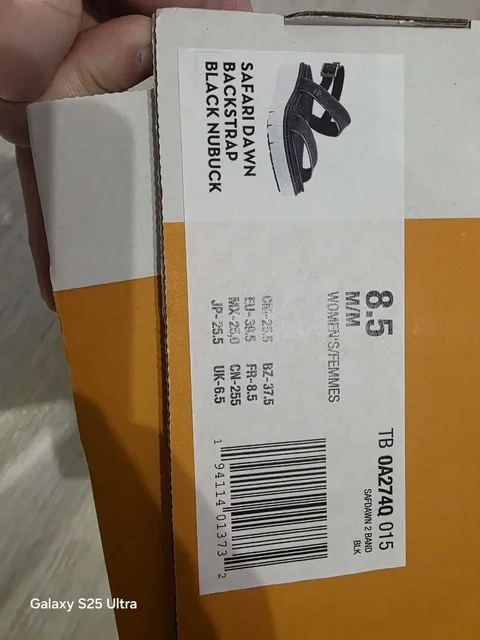 SAFARI DAWN
BACKSTRAP
BLACK NUBUCK
8.5
M/M
WOMEN'S/FEMMES
CM-25.5 BZ-37.5
EU-39.5 FR-8.5
MX-25,0 CN-255
JP-25.5 UK-6.5
TB 0A274Q 015
SAFDAWN 2 BAND
BLK
1 94114 01373 2
Galaxy S25 Ultra